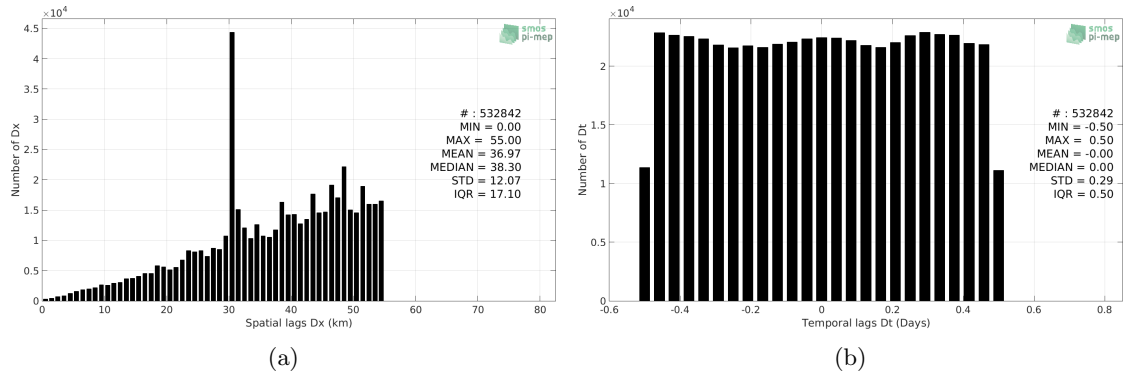 ×10⁴
4.5
4
3.5
3
2.5
2
1.5
1
0.5
0
Number of Dx
0 10 20 30 40 50 60 70 80
Spatial lags Dx (km)
smos
pi-mep
# : 532842
MIN = 0.00
MAX = 55.00
MEAN = 36.97
MEDIAN = 38.30
STD = 12.07
IQR = 17.10
(a)
×10⁴
2
1.5
1
0.5
0
Number of Dt
-0.6 -0.4 -0.2 0 0.2 0.4 0.6 0.8
Temporal lags Dt (Days)
smos
pi-mep
# : 532842
MIN = -0.50
MAX = 0.50
MEAN = -0.00
MEDIAN = 0.00
STD = 0.29
IQR = 0.50
(b)